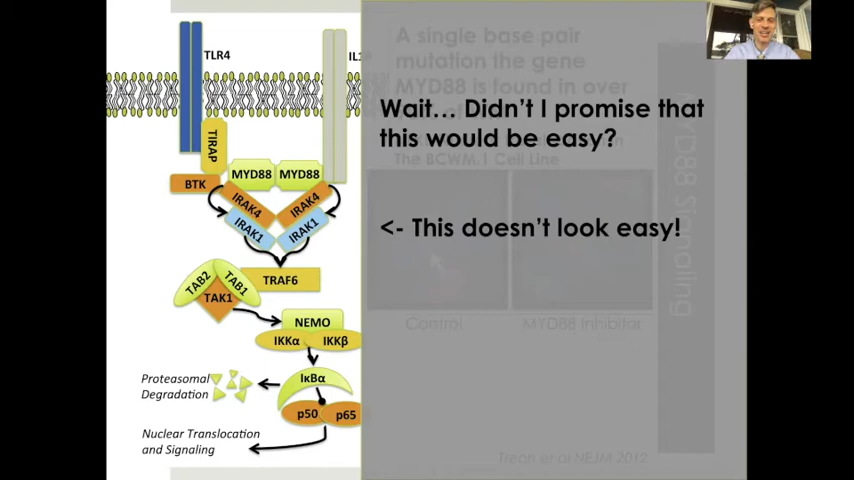 TLR4
IL1
TIRAP
BTK
MYD88
MYD88
IRAK4
IRAK4
IRAK1
IRAK1
TRAF6
TAB2
TAB1
TAK1
NEMO
IKKα
IKKβ
IκBα
Proteasomal
Degradation
p50
p65
Nuclear Translocation
and Signaling
A single base pair
mutation the gene
MYD88 is found in over
Wait... Didn't I promise that
this would be easy?
The BCWM.1 Cell Line
<- This doesn't look easy!
Control
MYD88 Inhibitor
MYD88 Signaling
Treon et al NEJM 2012